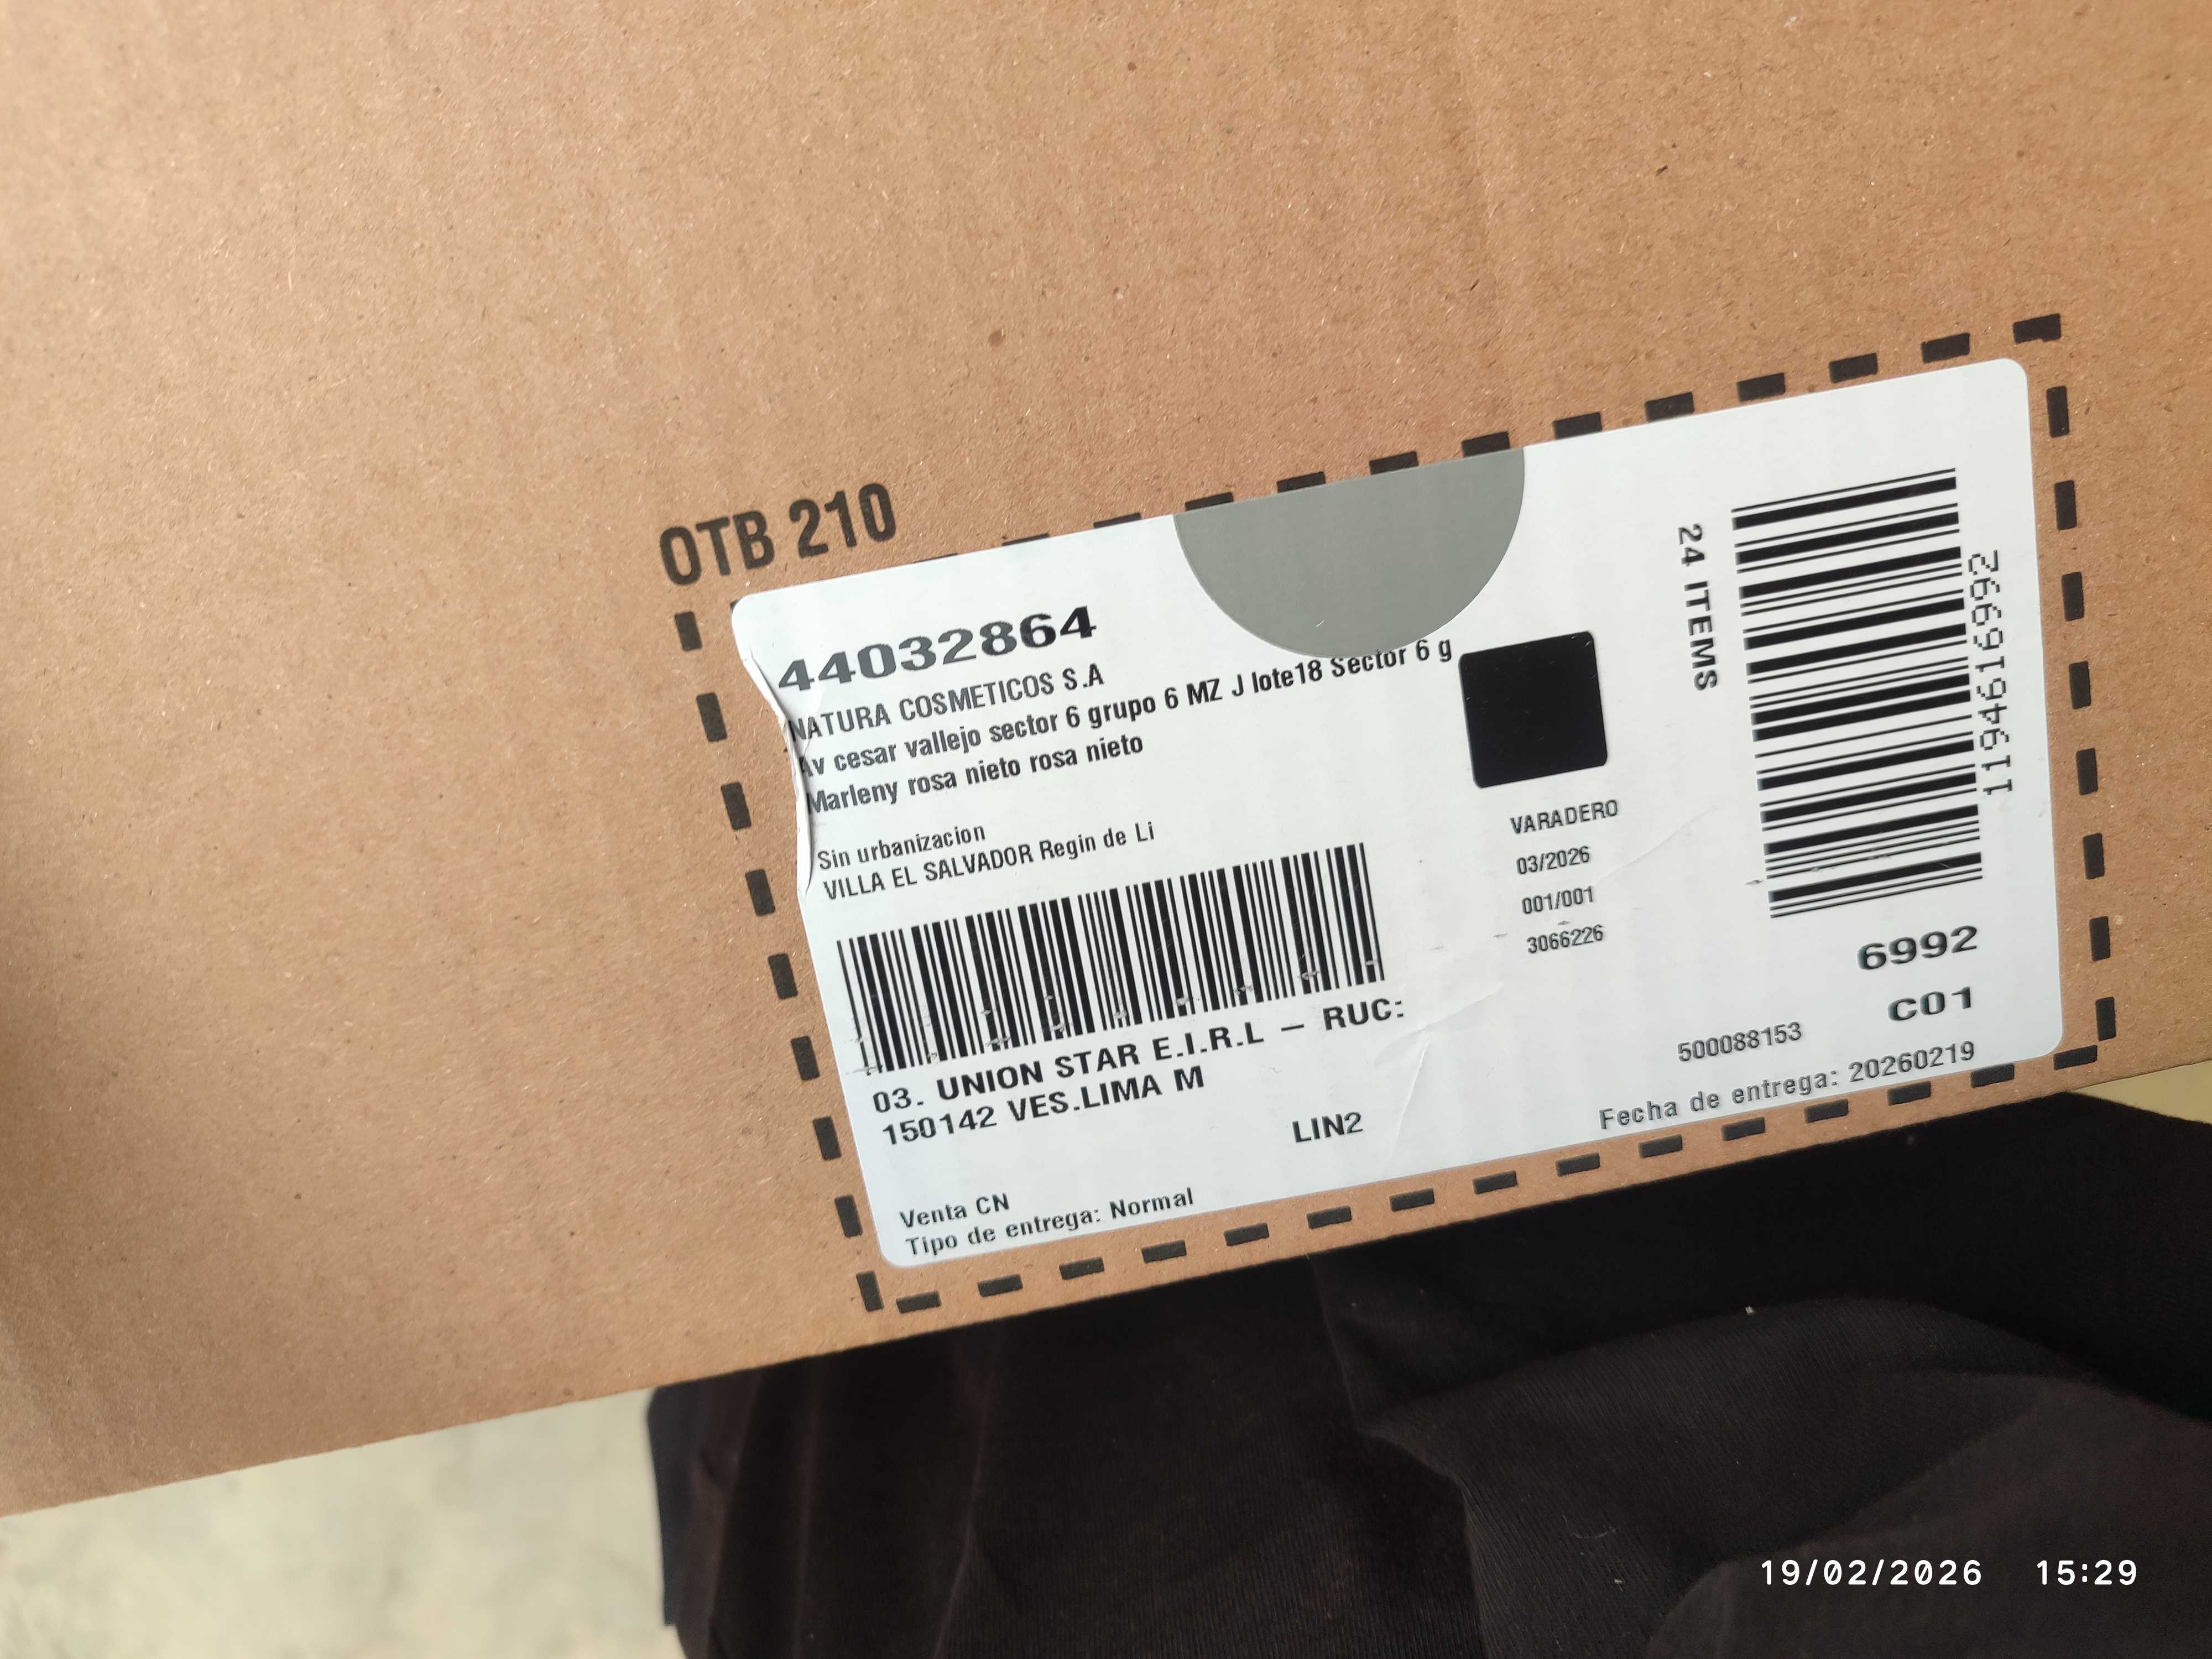 OTB 210
44032864
NATURA COSMETICOS S.A
Av cesar vallejo sector 6 grupo 6 MZ J lote18 Sector 6 g
Marleny rosa nieto rosa nieto
Sin urbanizacion
VILLA EL SALVADOR Regin de Li
03. UNION STAR E.I.R.L – RUC:
150142 VES.LIMA M
LIN2
Venta CN
Tipo de entrega: Normal
VARADERO
03/2026
001/001
3066226
24 ITEMS
1194616992
6992
C01
500088153
Fecha de entrega: 20260219
19/02/2026 15:29